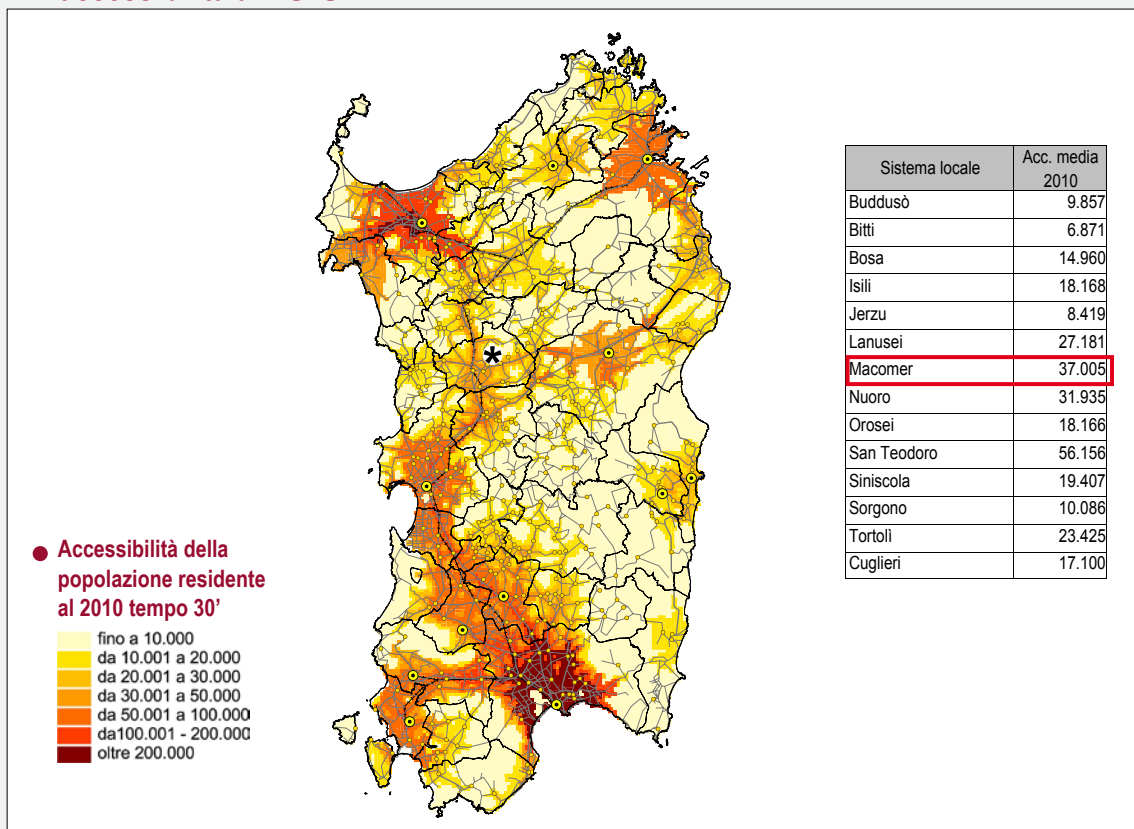 Sistema locale Acc. media 2010
Buddusò 9.857
Bitti 6.871
Bosa 14.960
Isili 18.168
Jerzu 8.419
Lanusei 27.181
Macomer 37.005
Nuoro 31.935
Orosei 18.166
San Teodoro 56.156
Siniscola 19.407
Sorgono 10.086
Tortolì 23.425
Cuglieri 17.100
*
Accessibilità della
popolazione residente
al 2010 tempo 30'
fino a 10.000
da 10.001 a 20.000
da 20.001 a 30.000
da 30.001 a 50.000
da 50.001 a 100.000
da100.001 - 200.000
oltre 200.000